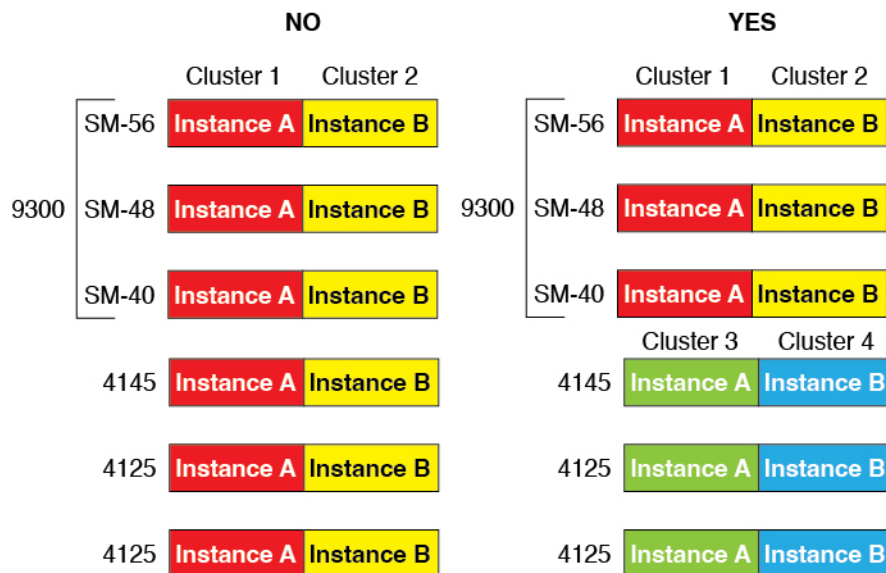 NO
YES
Cluster 1 Cluster 2
Cluster 1 Cluster 2
SM-56 Instance A Instance B
SM-56 Instance A Instance B
9300 SM-48 Instance A Instance B
9300 SM-48 Instance A Instance B
SM-40 Instance A Instance B
SM-40 Instance A Instance B
Cluster 3 Cluster 4
4145 Instance A Instance B
4145 Instance A Instance B
4125 Instance A Instance B
4125 Instance A Instance B
4125 Instance A Instance B
4125 Instance A Instance B